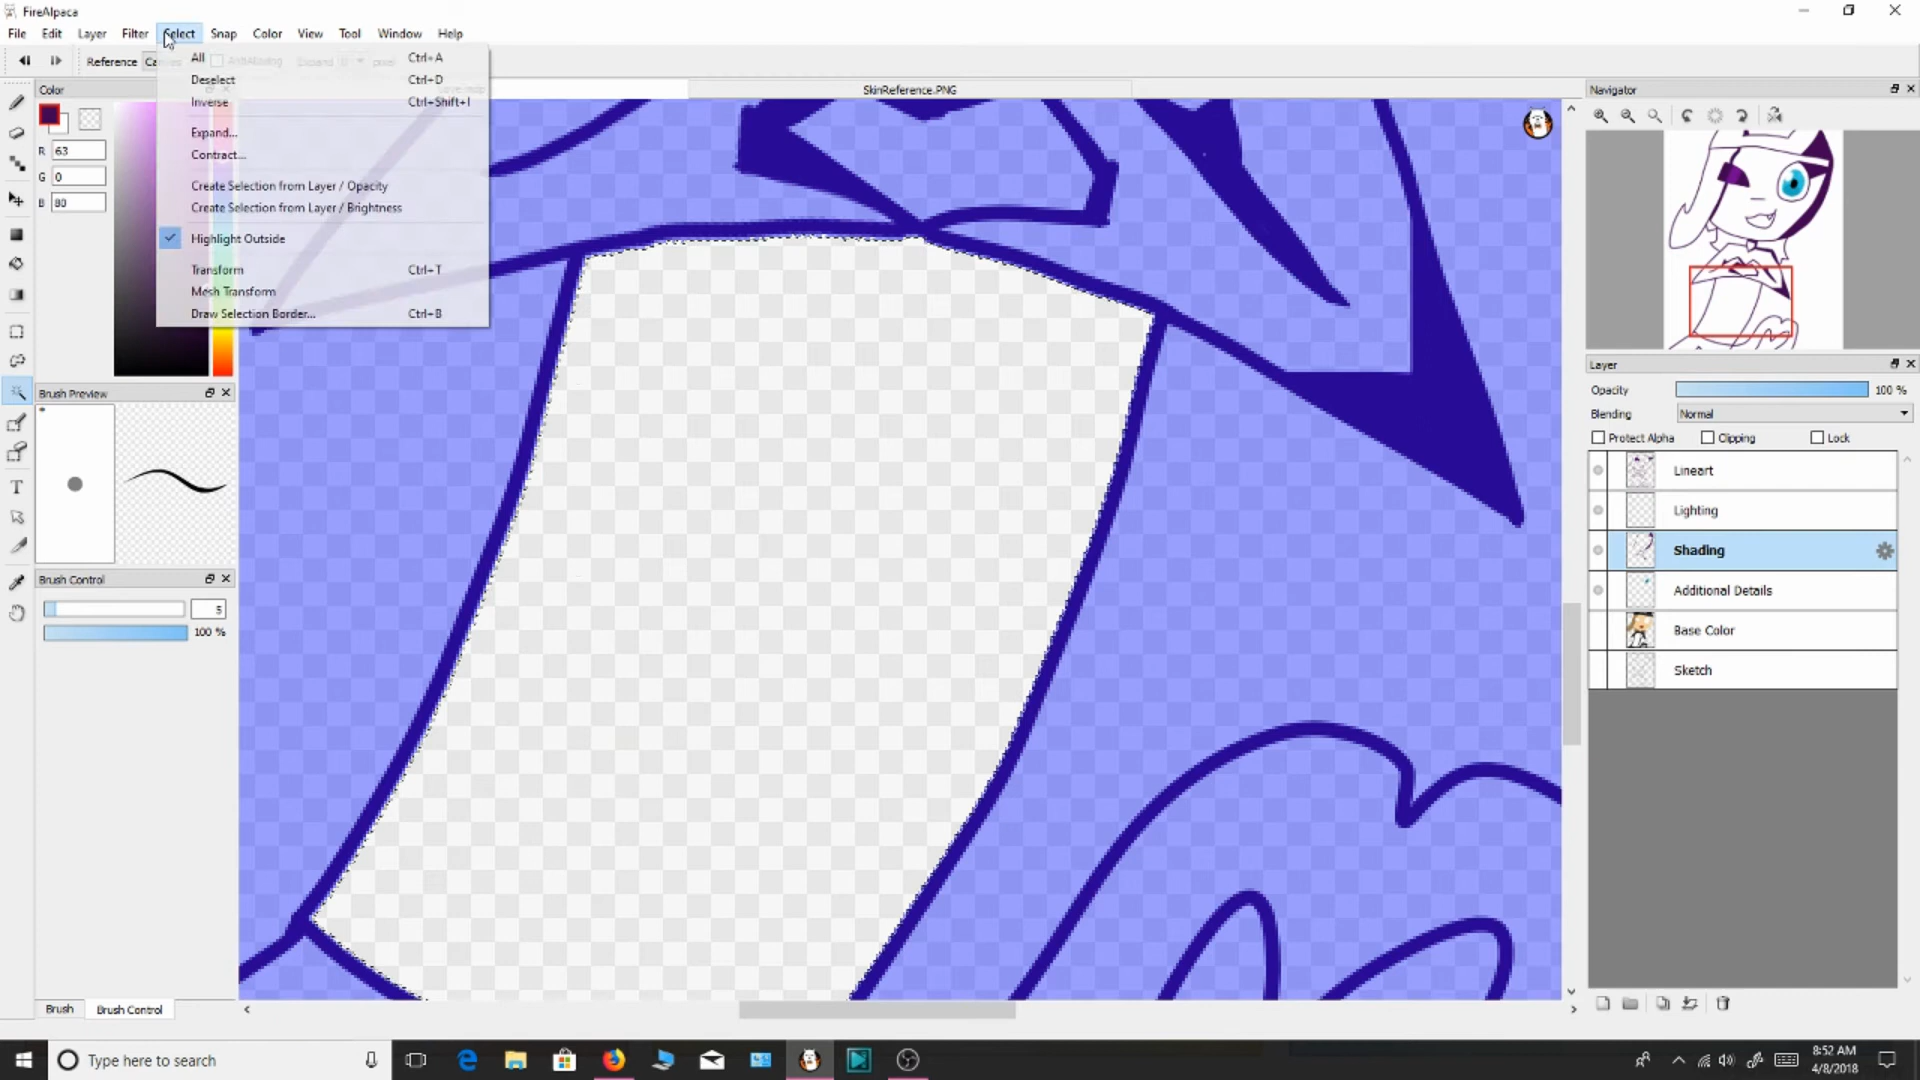 FireAlpaca
File Edit Layer Filter Select Snap Color View Tool Window Help
Reference
All Ctrl+A
Deselect Ctrl+D
Inverse Ctrl+Shift+I
Expand...
Contract...
Create Selection from Layer / Opacity
Create Selection from Layer / Brightness
Highlight Outside
Transform Ctrl+T
Mesh Transform
Draw Selection Border... Ctrl+B
Color
R 63
G 0
B 80
SkinReference.PNG
Brush Preview
Brush Control
5
100 %
Brush
Brush Control
Navigator
Layer
Opacity 100 %
Blending Normal
Protect Alpha Clipping Lock
Lineart
Lighting
Shading
Additional Details
Base Color
Sketch
Type here to search
8:52 AM
4/8/2018